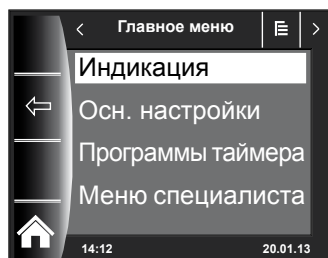 Главное меню
Индикация
Осн. настройки
Программы таймера
Меню специалиста
14:12 20.01.13